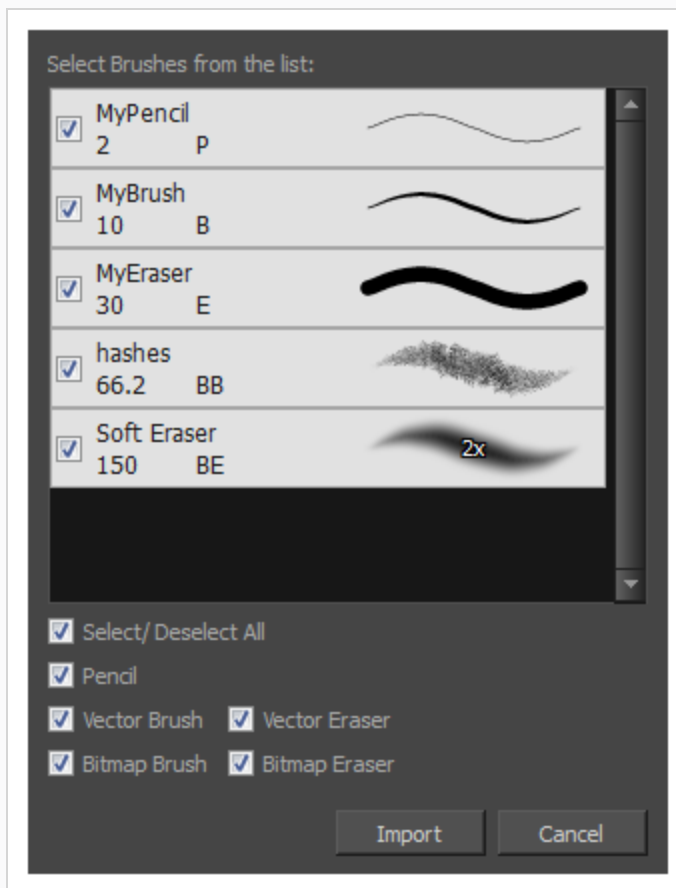 Select Brushes from the list:
MyPencil
2 P
MyBrush
10 B
MyEraser
30 E
hashes
66.2 BB
Soft Eraser
150 BE
2x
Select/ Deselect All
Pencil
Vector Brush Vector Eraser
Bitmap Brush Bitmap Eraser
Import Cancel